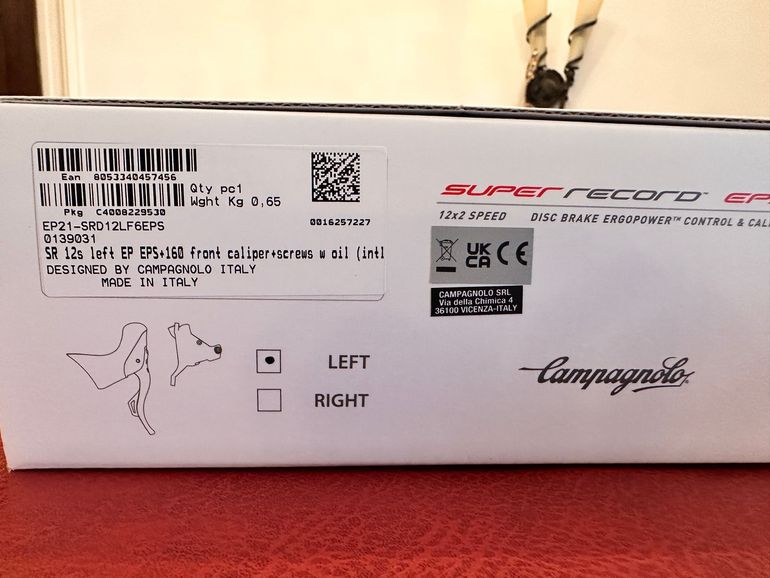 Ean 8053340457456
Qty pc1
Wght Kg 0,65
Pkg C4008229530
EP21-SRD12LF6EPS
0139031
SR 12s left EP EPS+160 front caliper+screws w oil (intl
DESIGNED BY CAMPAGNOLO ITALY
MADE IN ITALY
0016257227
SUPER RECORD™
12x2 SPEED DISC BRAKE ERGOPOWER™ CONTROL &
UK
CA
CE
CAMPAGNOLO SRL
Via della Chimica 4
36100 VICENZA-ITALY
LEFT
RIGHT
Campagnolo